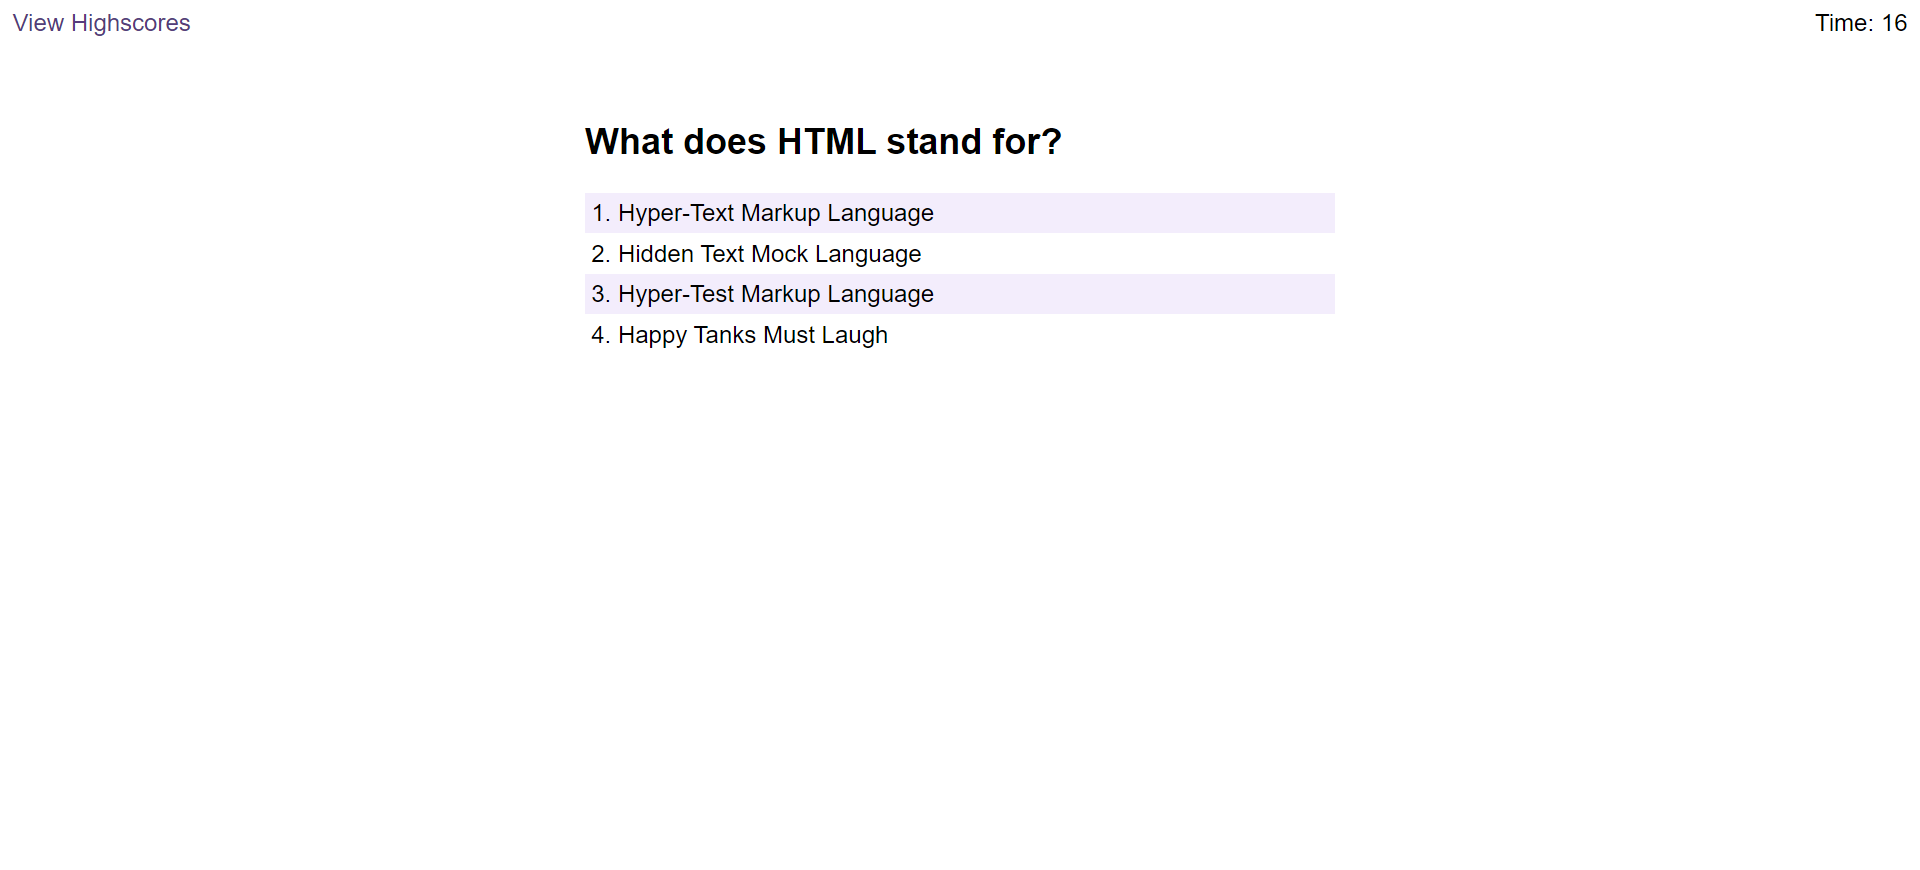 View Highscores
Time: 16
What does HTML stand for?
1. Hyper-Text Markup Language
2. Hidden Text Mock Language
3. Hyper-Test Markup Language
4. Happy Tanks Must Laugh